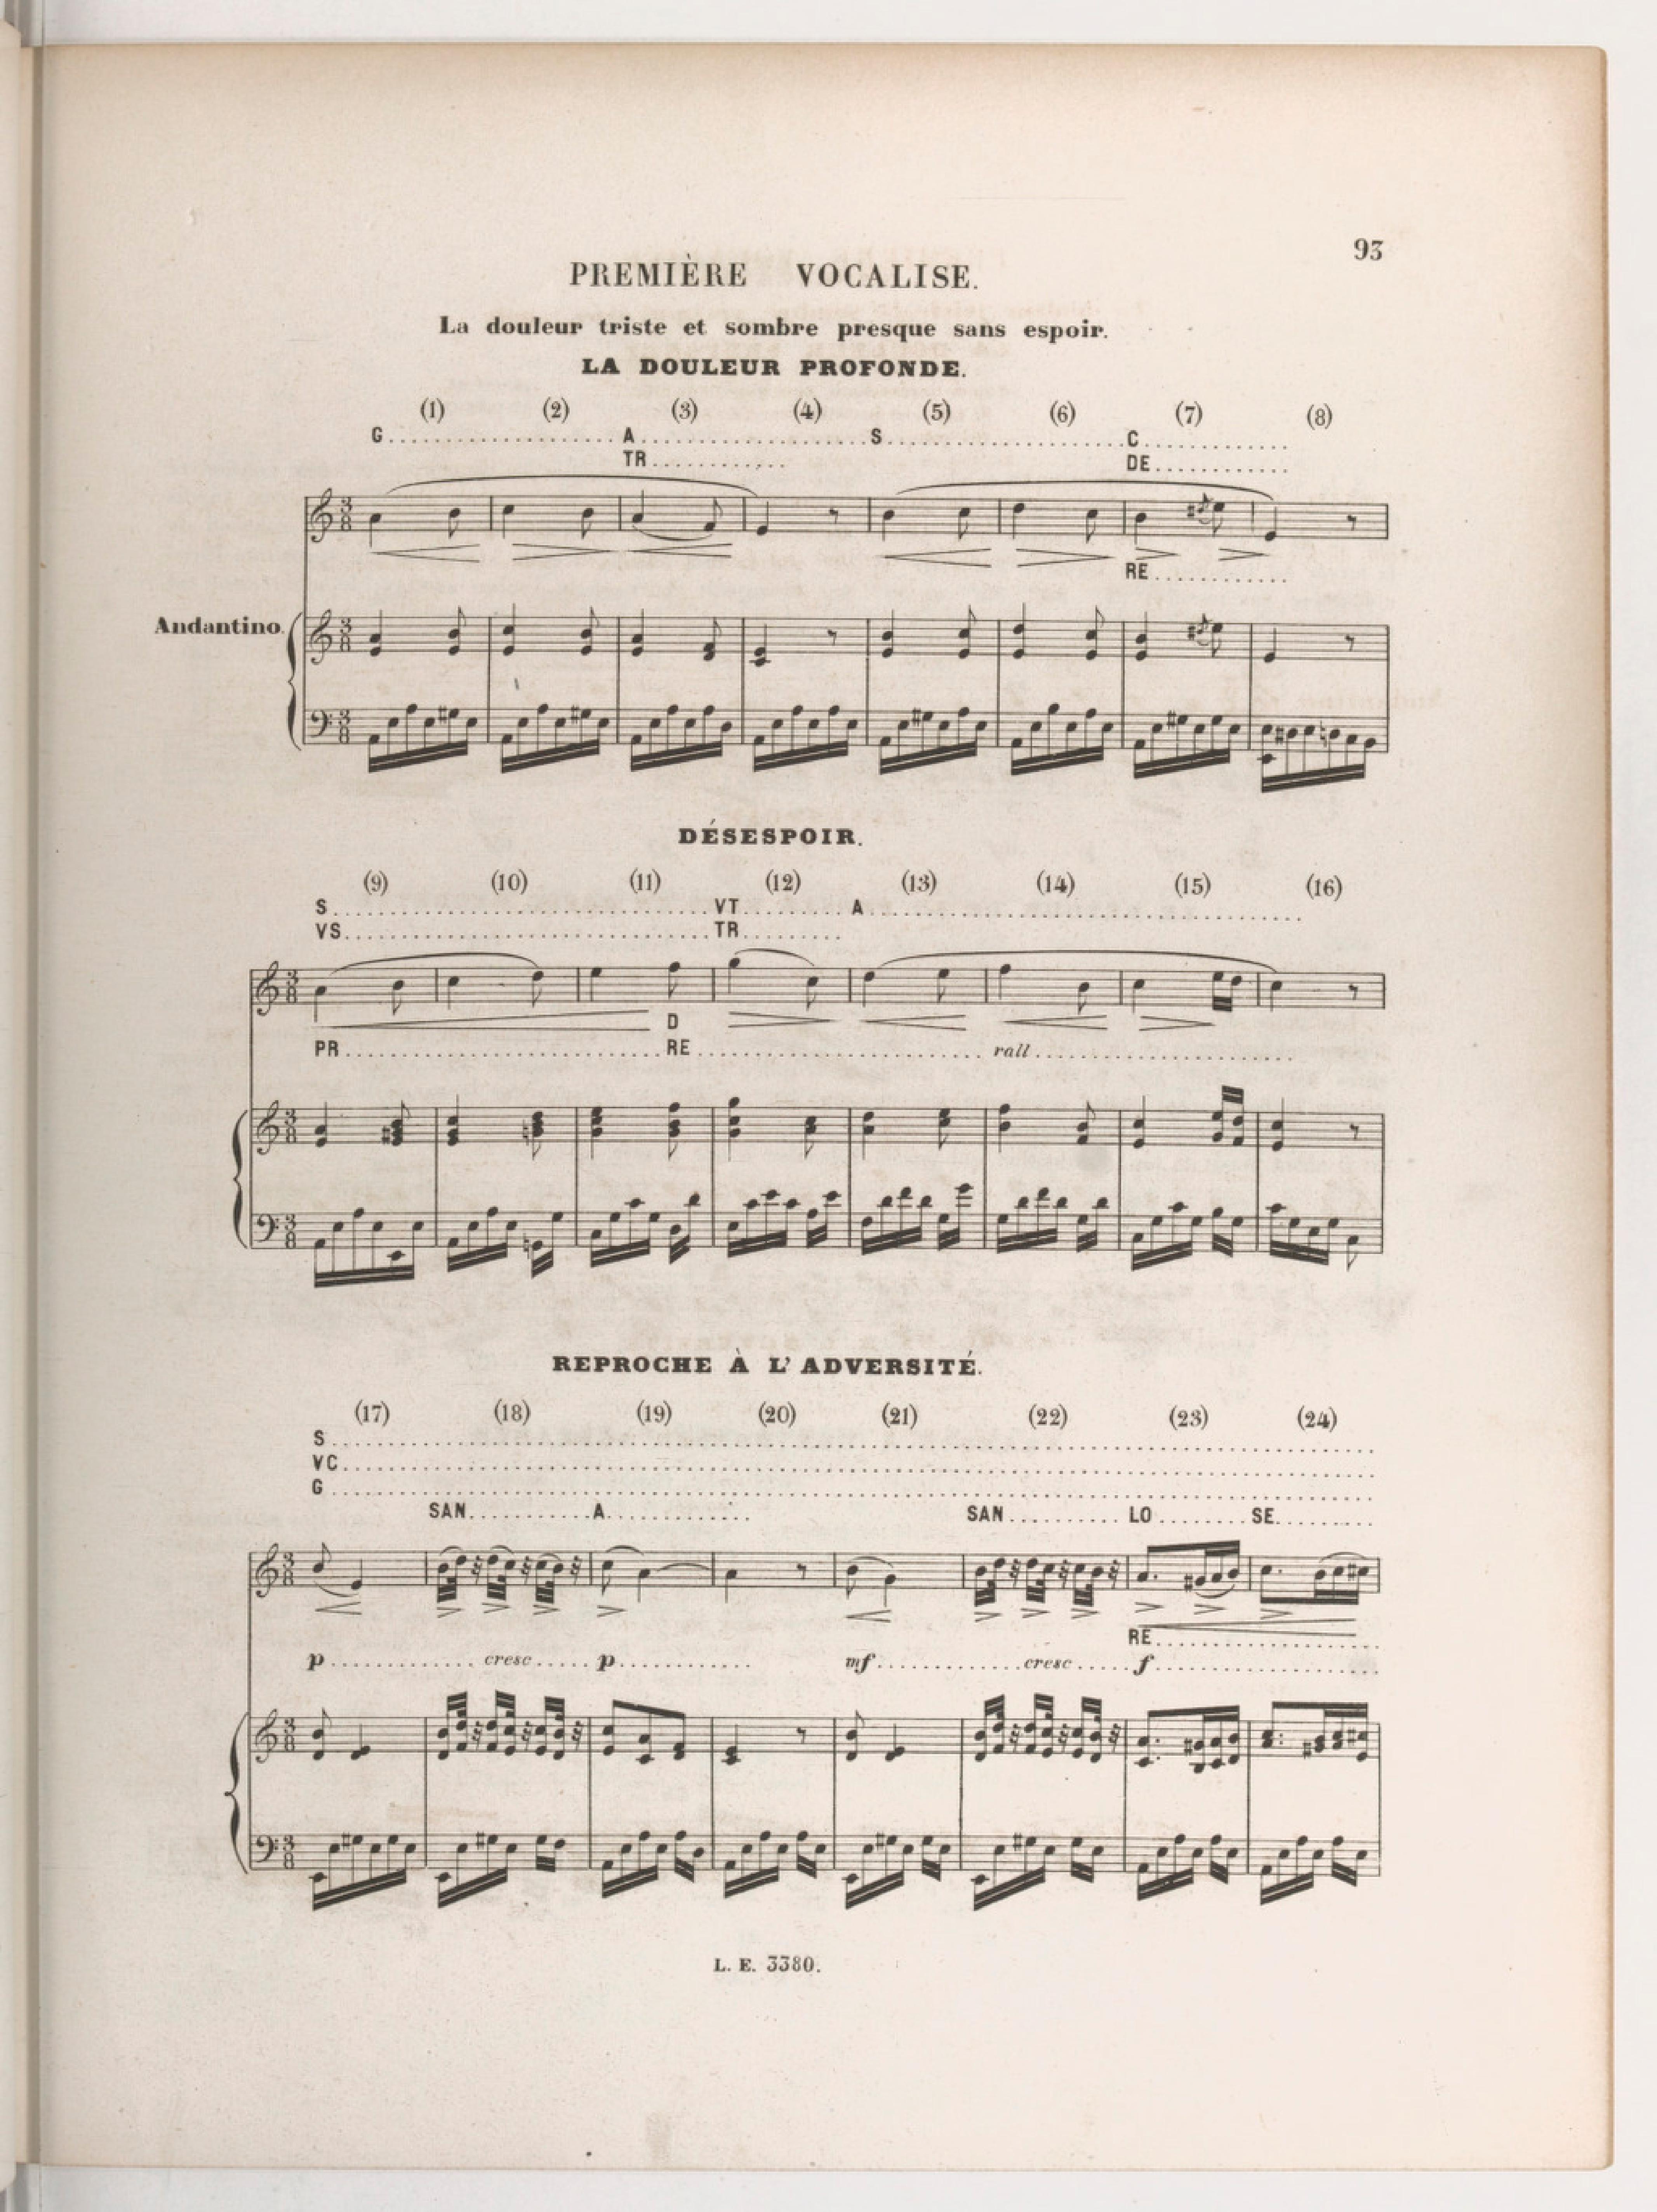 93
PREMIÈRE VOCALISE.
La douleur triste et sombre presque sans espoir.
LA DOULEUR PROFONDE.
(1) (2) (3) (4) (5) (6) (7) (8)
G.................... A.................... S.................... C............
TR............ DE............
RE............
Andantino.
DÉSESPOIR.
(9) (10) (11) (12) (13) (14) (15) (16)
S.............................. VT......... A....................................
VS.............................. TR.........
D
PR.......................... RE........................ rall......................
REPROCHE À L'ADVERSITÉ.
(17) (18) (19) (20) (21) (22) (23) (24)
S....................................................................................
VC...................................................................................
G....................................................................................
SAN.......... A............ SAN......... LO........ SE.........
RE..................
p............ cresc..... p............ mf............ cresc..... f..................
L. E. 3380.